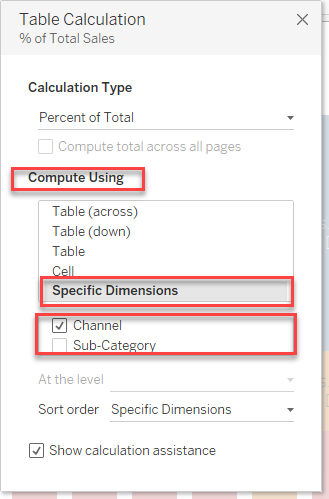 Table Calculation
% of Total Sales
Calculation Type
Percent of Total
Compute total across all pages
Compute Using
Table (across)
Table (down)
Table
Cell
Specific Dimensions
Channel
Sub-Category
At the level
Sort order Specific Dimensions
Show calculation assistance